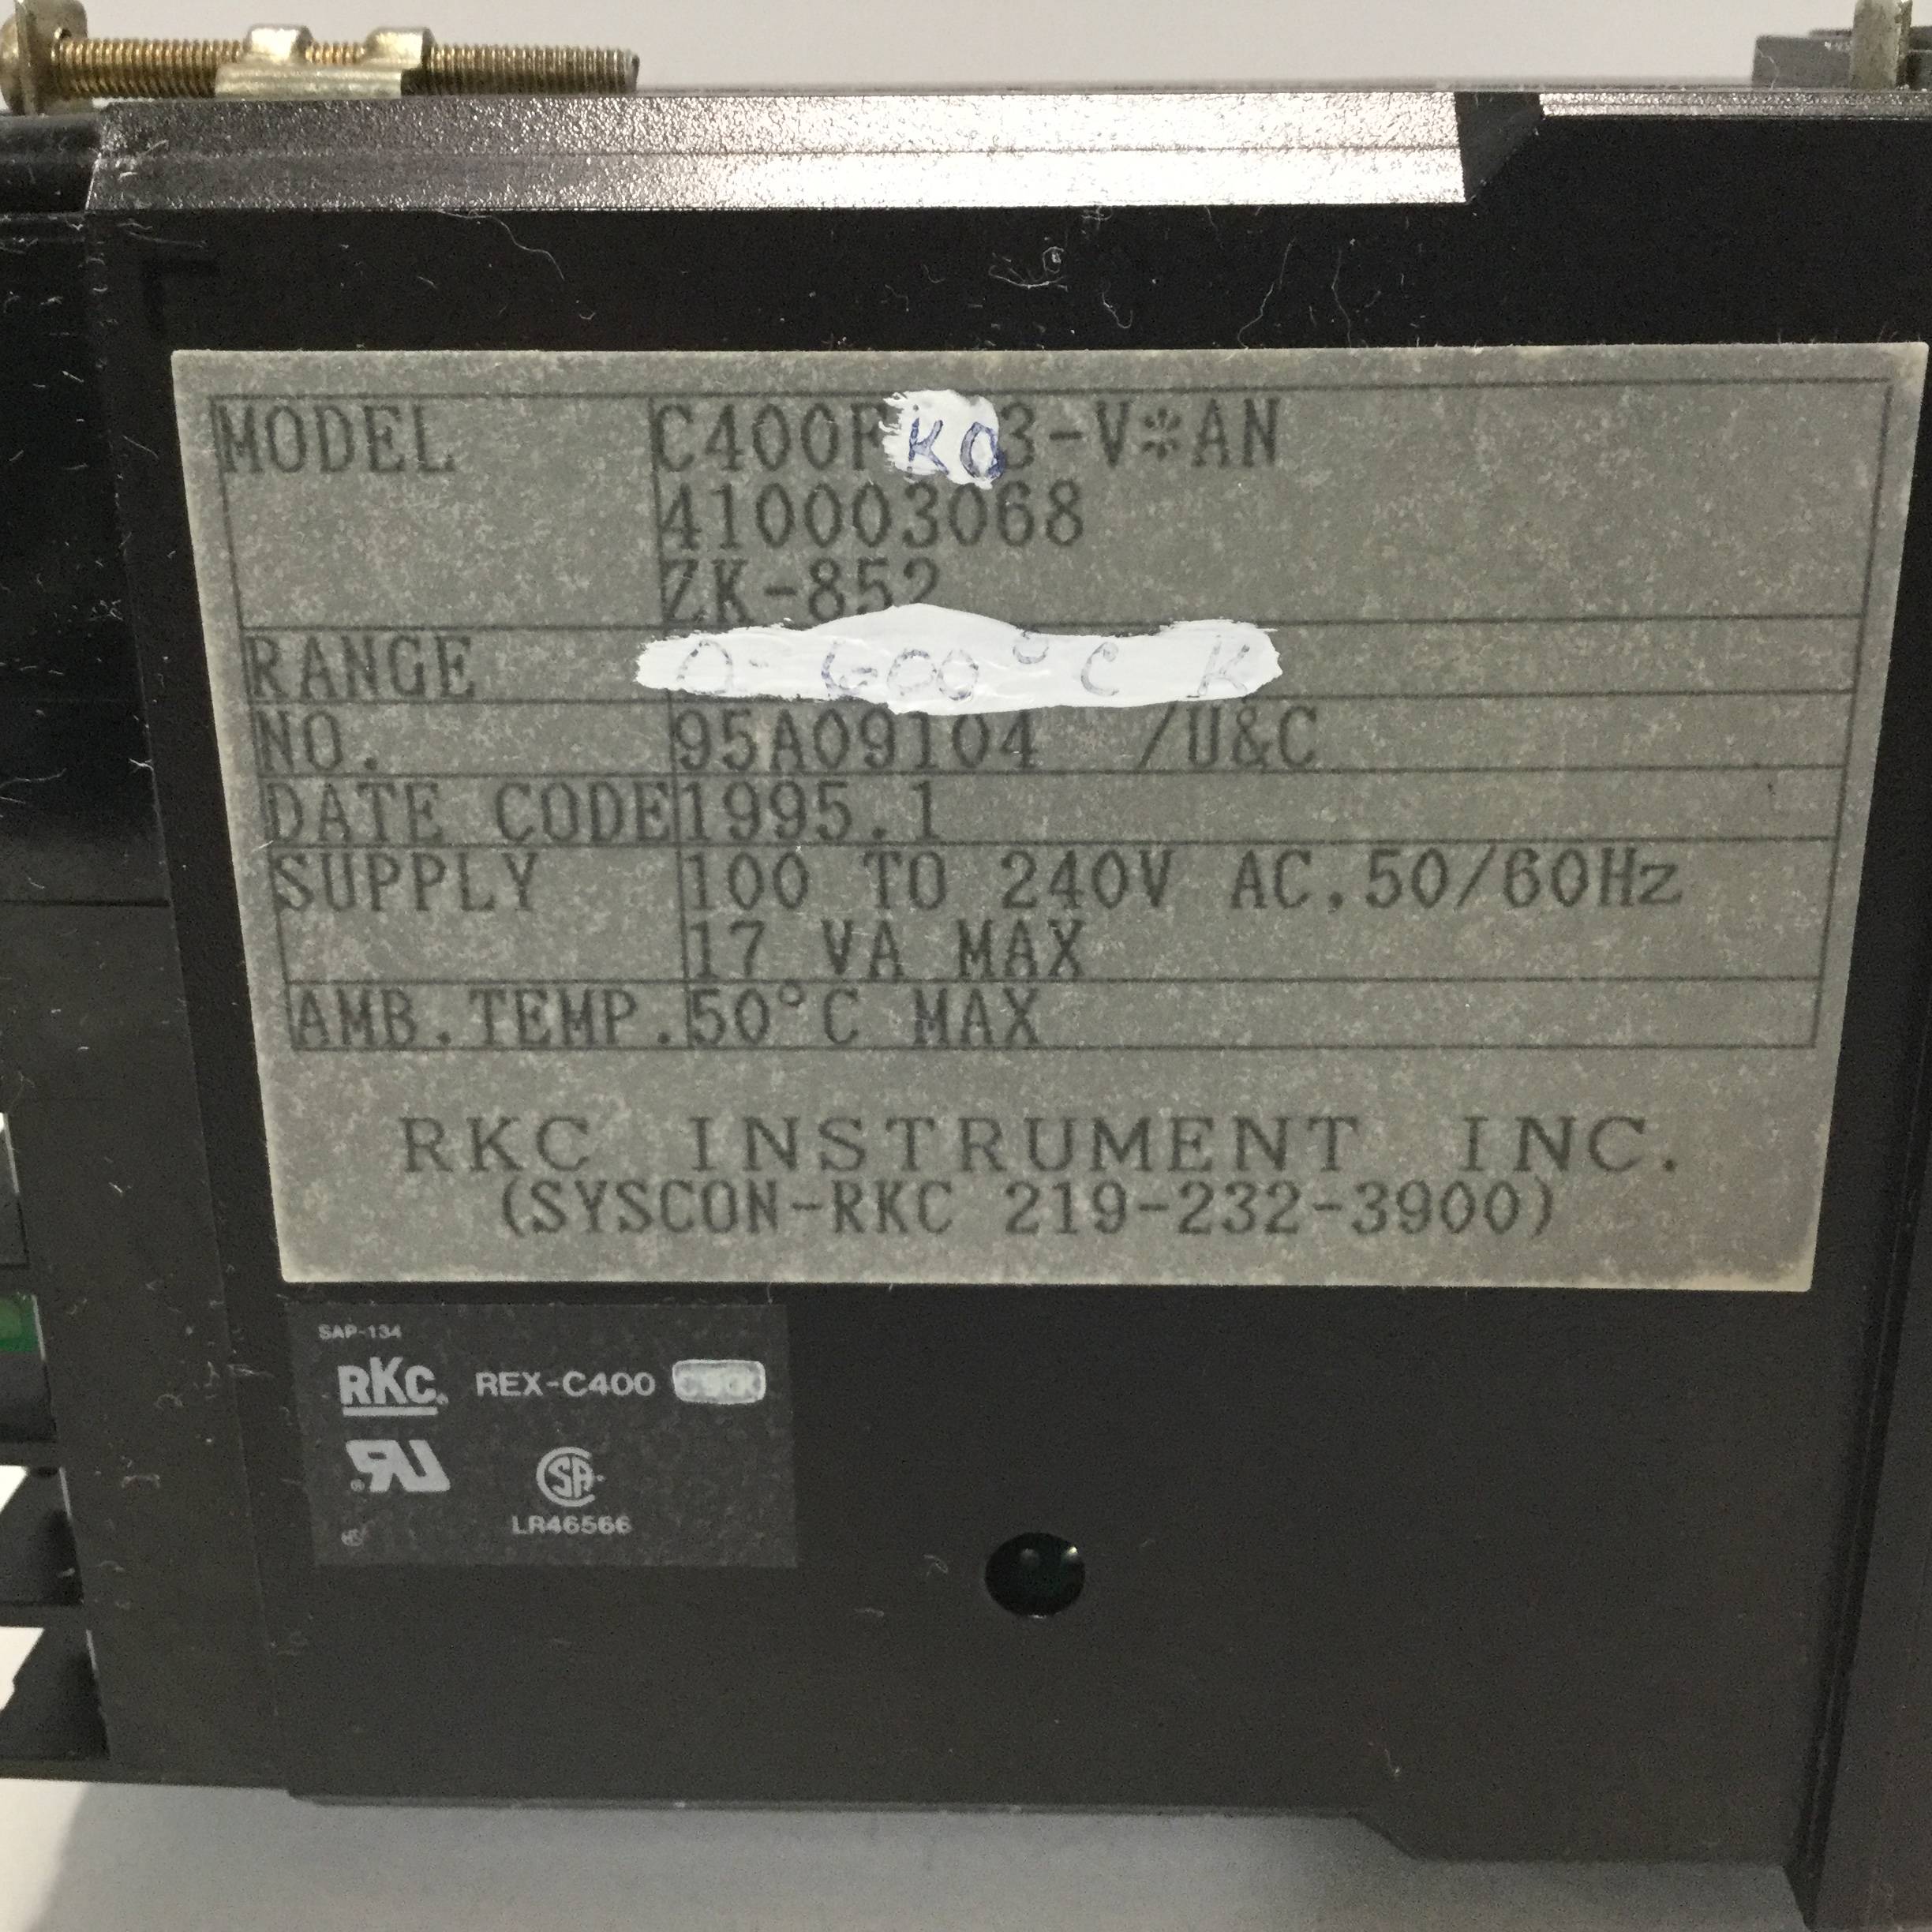 MODEL C400FK03-V※AN
410003068
ZK-852
RANGE 0-600°C K
NO. 95A09104 /U&C
DATE CODE 1995.1
SUPPLY 100 TO 240V AC,50/60Hz
17 VA MAX
AMB.TEMP. 50°C MAX
RKC INSTRUMENT INC.
(SYSCON-RKC 219-232-3900)
SAP-134
RKC® REX-C400
LR46566